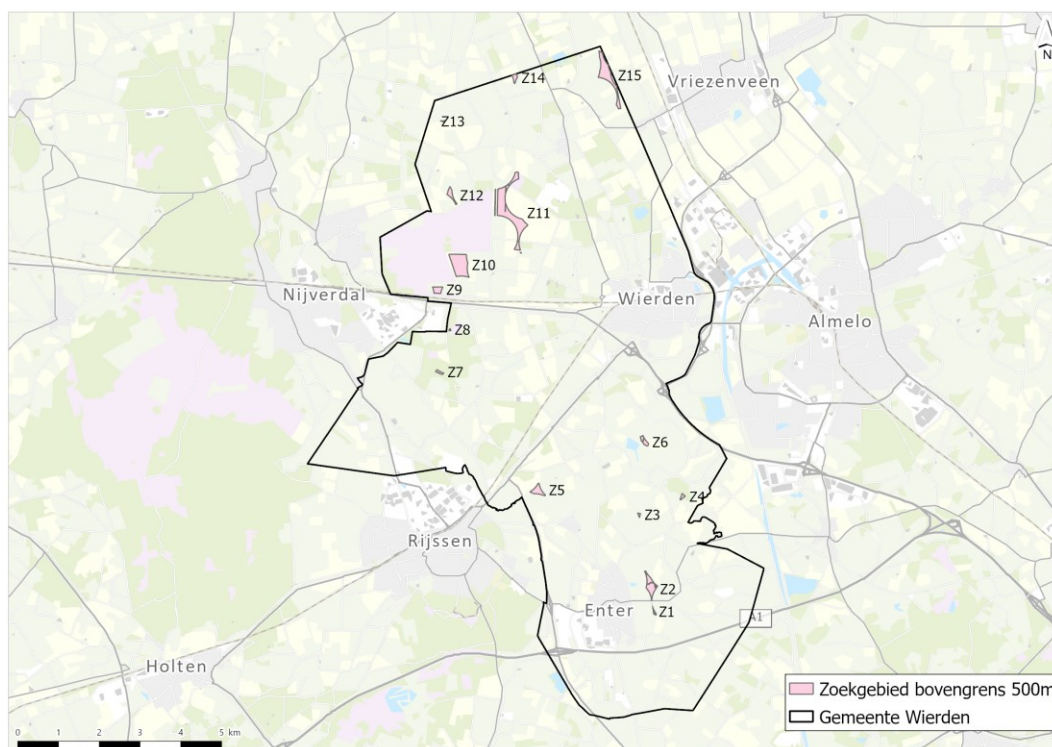 N
Z14
Z15
Vriezenveen
Z13
Z12
Z11
Z10
Nijverdal
Z9
Wierden
Z8
Almelo
Z7
Z6
Z5
Z4
Z3
Rijssen
Z2
Enter
Z1
A1
Holten
Zoekgebied bovengrens 500m
Gemeente Wierden
0 1 2 3 4 5 km